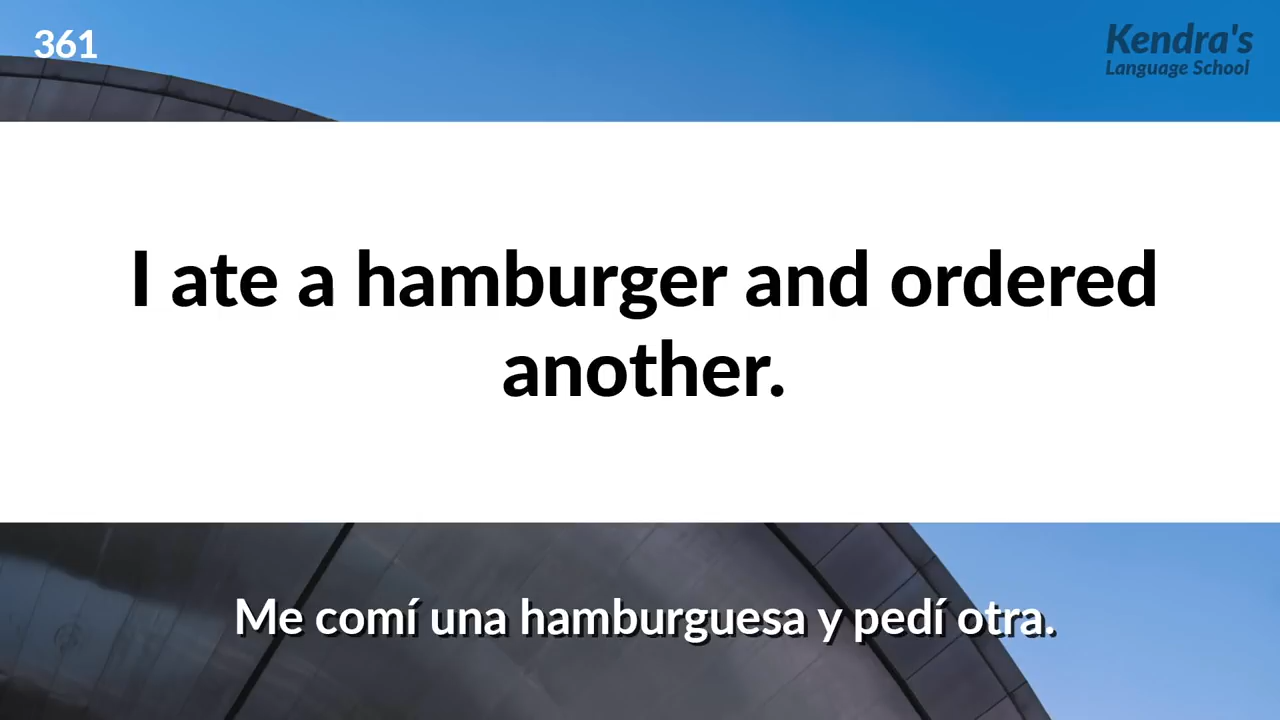 361
Kendra's
Language School
I ate a hamburger and ordered
another.
Me comí una hamburguesa y pedí otra.